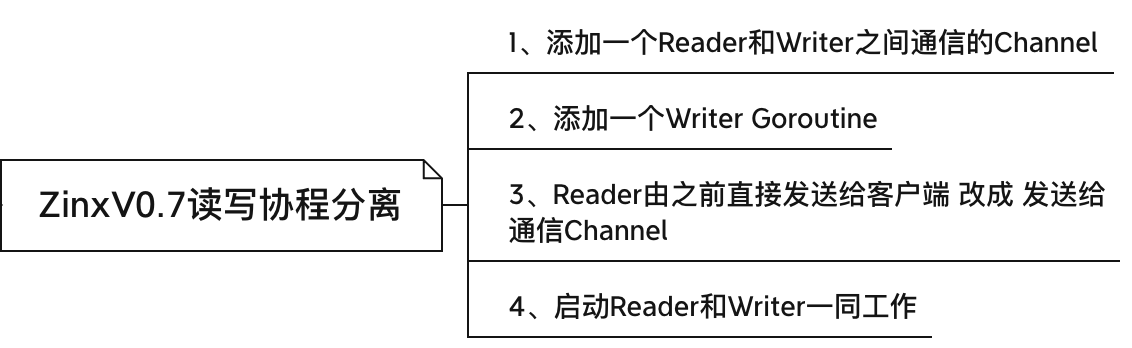 1、添加一个Reader和Writer之间通信的Channel
2、添加一个Writer Goroutine
ZinxV0.7读写协程分离
3、Reader由之前直接发送给客户端 改成 发送给
通信Channel
4、启动Reader和Writer一同工作